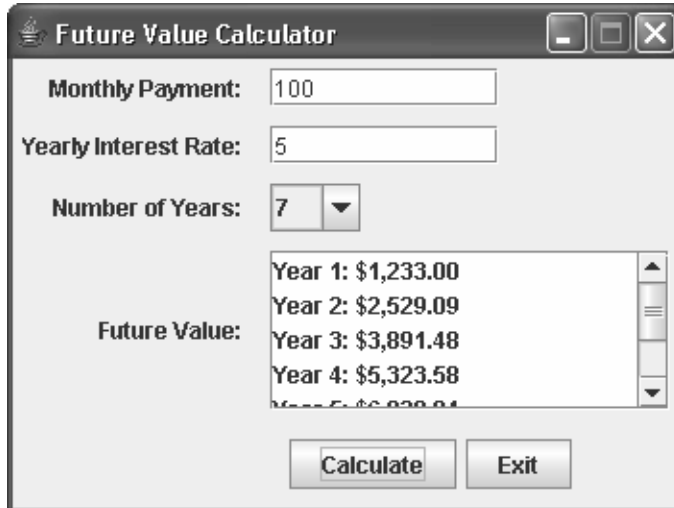 Future Value Calculator
Monthly Payment: 100
Yearly Interest Rate: 5
Number of Years: 7
Future Value:
Year 1: $1,233.00
Year 2: $2,529.09
Year 3: $3,891.48
Year 4: $5,323.58
Calculate Exit